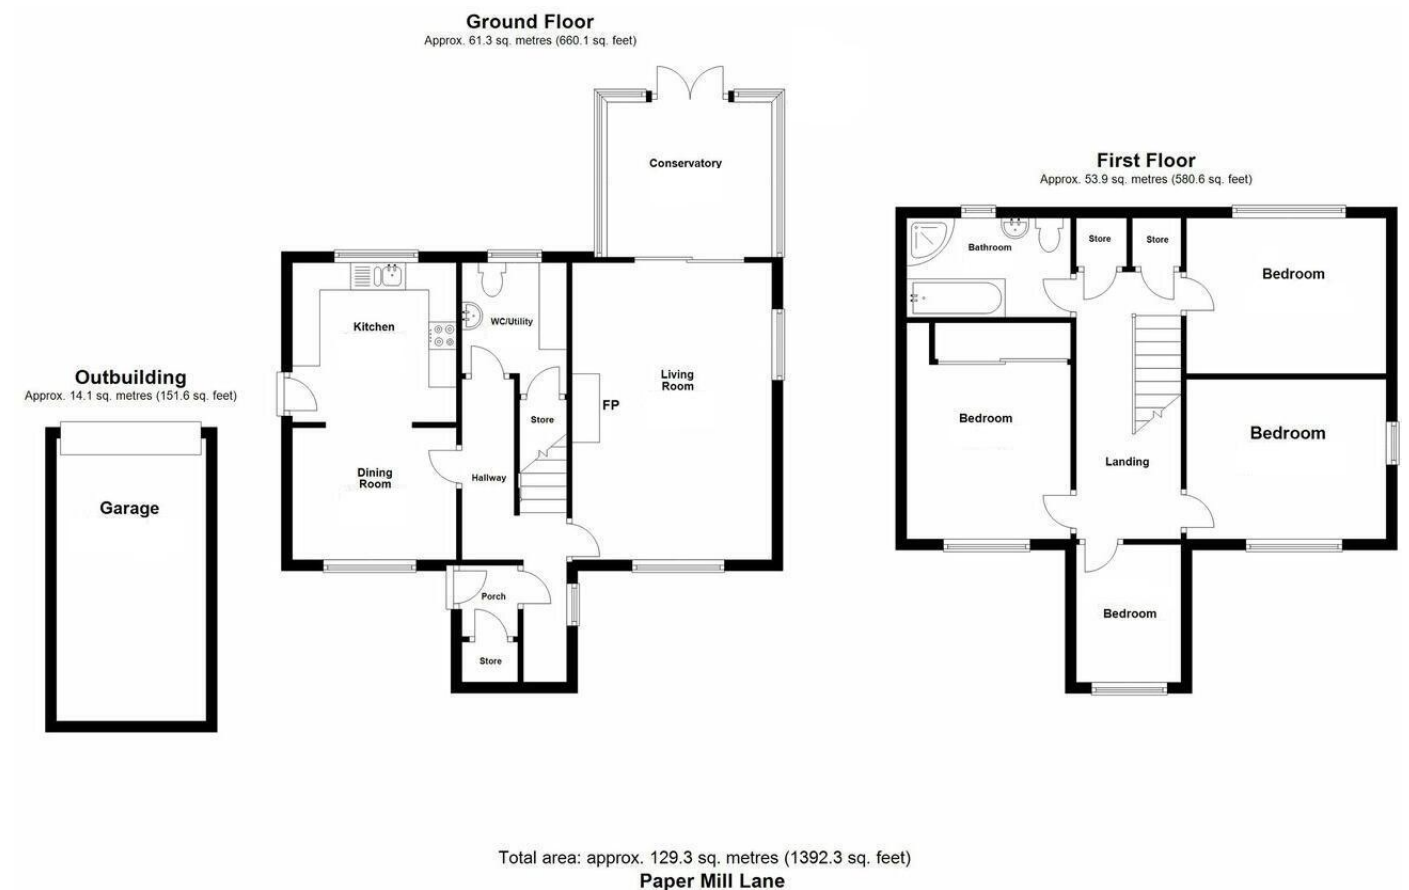 Ground Floor
Approx. 61.3 sq. metres (660.1 sq. feet)
Conservatory
Kitchen
WC/Utility
Living
Room
FP
Store
Dining
Room
Hallway
Porch
Store
Outbuilding
Approx. 14.1 sq. metres (151.6 sq. feet)
Garage
First Floor
Approx. 53.9 sq. metres (580.6 sq. feet)
Bathroom
Store
Store
Bedroom
Bedroom
Bedroom
Landing
Bedroom
Total area: approx. 129.3 sq. metres (1392.3 sq. feet)
Paper Mill Lane